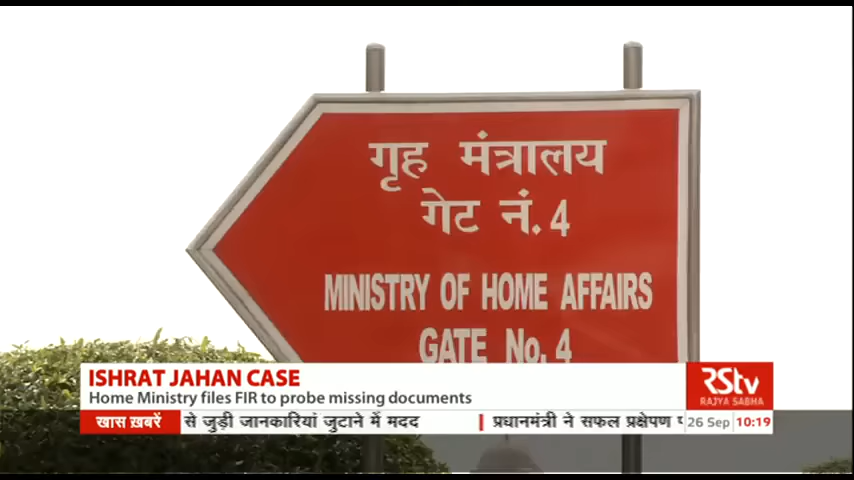 गृह मंत्रालय
गेट नं. 4
MINISTRY OF HOME AFFAIRS
GATE No. 4
ISHRAT JAHAN CASE
Home Ministry files FIR to probe missing documents
RStv
RAJYA SABHA
ख़ास ख़बरें से जुड़ी जानकारियां जुटाने में मदद प्रधानमंत्री ने सफल प्रक्षेपण 26 Sep 10:19